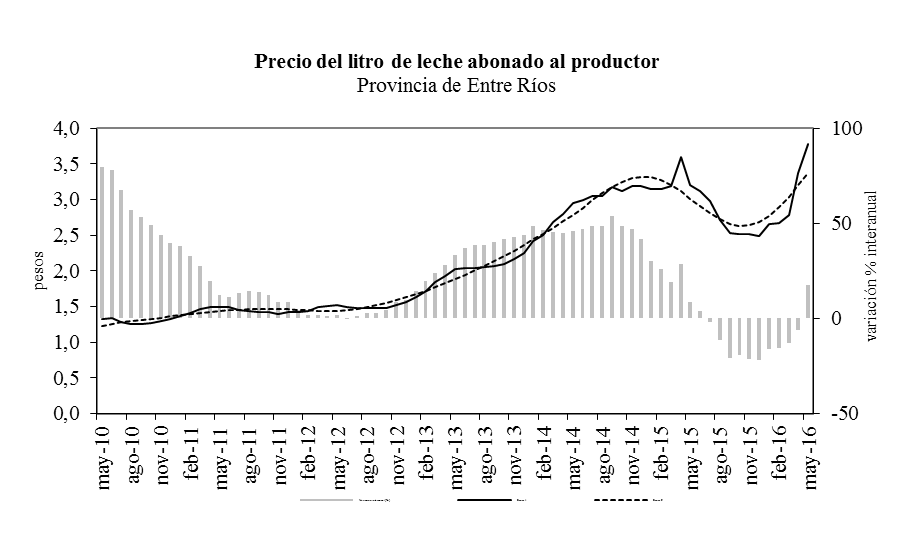 Precio del litro de leche abonado al productor
Provincia de Entre Ríos
4,0
3,5
3,0
2,5
2,0
1,5
1,0
0,5
0,0
pesos
100
50
0
-50
variación % interanual
may-10
ago-10
nov-10
feb-11
may-11
ago-11
nov-11
feb-12
may-12
ago-12
nov-12
feb-13
may-13
ago-13
nov-13
feb-14
may-14
ago-14
nov-14
feb-15
may-15
ago-15
nov-15
feb-16
may-16